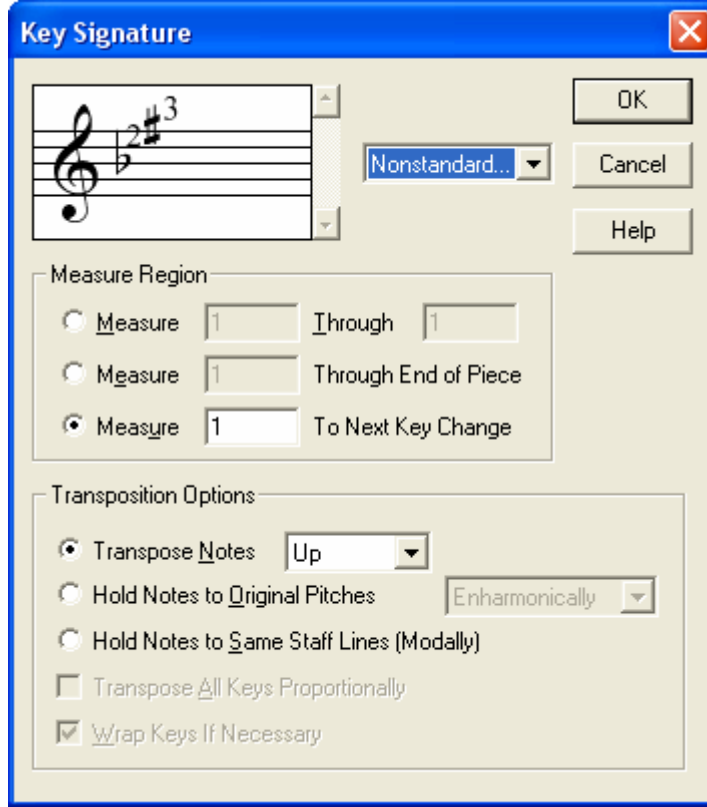 Key Signature
2 3
OK
Nonstandard...
Cancel
Help
Measure Region
Measure 1 Through 1
Measure 1 Through End of Piece
Measure 1 To Next Key Change
Transposition Options
Transpose Notes Up
Hold Notes to Original Pitches Enharmonically
Hold Notes to Same Staff Lines (Modally)
Transpose All Keys Proportionally
Wrap Keys If Necessary